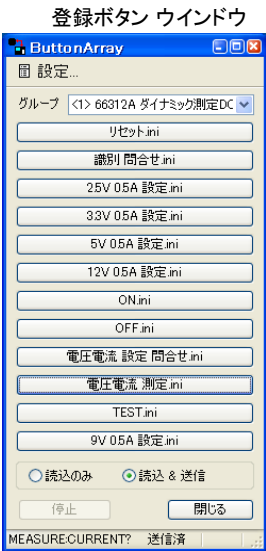 登録ボタン ウインドウ
ButtonArray
設定...
グループ <1> 66312A ダイナミック測定DC
リセット.ini
識別 問合せ.ini
2.5V 0.5A 設定.ini
3.3V 0.5A 設定.ini
5V 0.5A 設定.ini
12V 0.5A 設定.ini
ON.ini
OFF.ini
電圧電流 設定 問合せ.ini
電圧電流 測定.ini
TEST.ini
9V 0.5A 設定.ini
読込のみ 読込 & 送信
停止 閉じる
MEASURE:CURRENT? 送信済